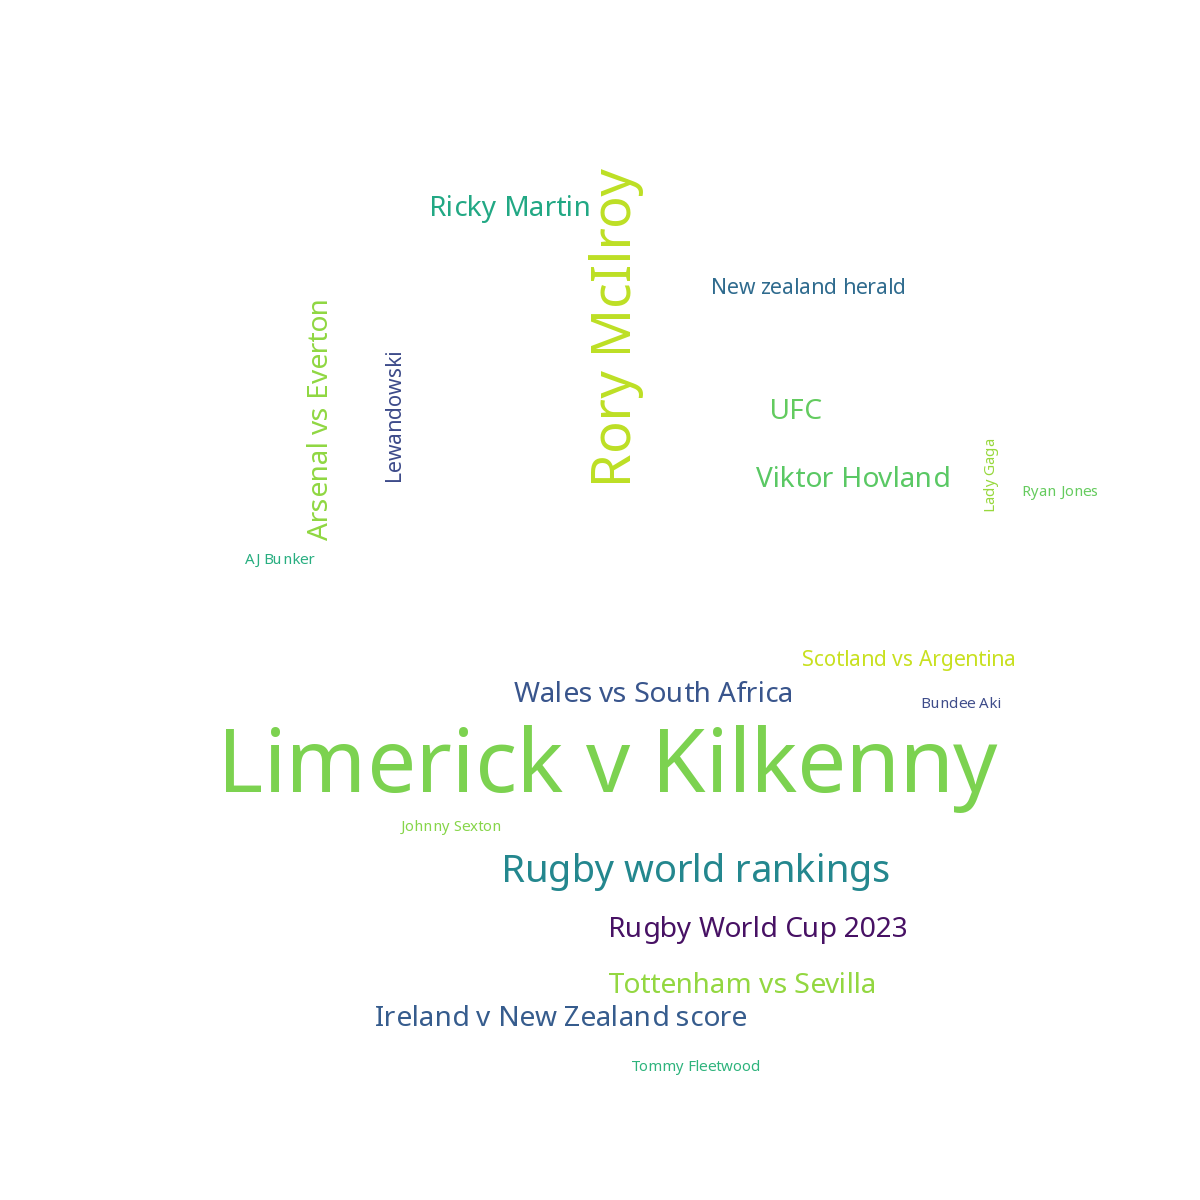 Ricky Martin
Rory McIlroy
New zealand herald
Arsenal vs Everton
Lewandowski
UFC
Viktor Hovland
Lady Gaga
Ryan Jones
AJ Bunker
Scotland vs Argentina
Wales vs South Africa
Bundee Aki
Limerick v Kilkenny
Johnny Sexton
Rugby world rankings
Rugby World Cup 2023
Tottenham vs Sevilla
Ireland v New Zealand score
Tommy Fleetwood